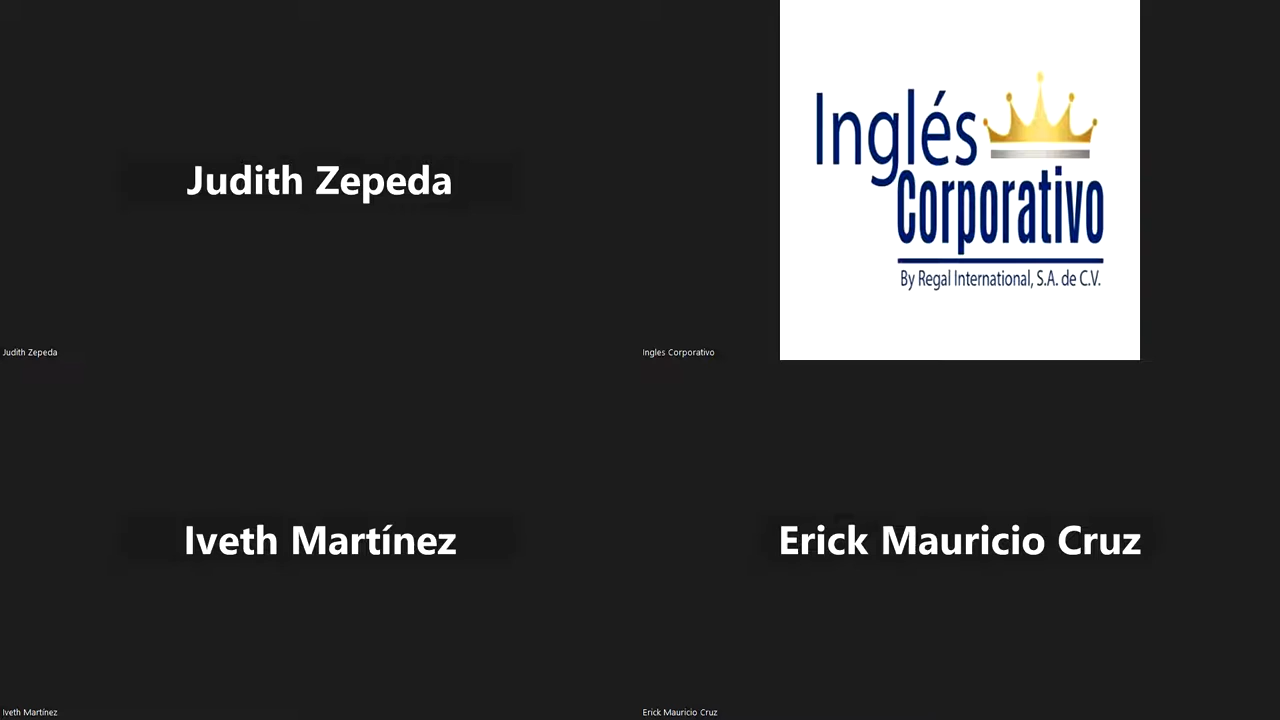 Judith Zepeda
Inglés
Corporativo
By Regal International, S.A. de C.V.
Judith Zepeda
Ingles Corporativo
Iveth Martínez
Erick Mauricio Cruz
Iveth Martínez
Erick Mauricio Cruz